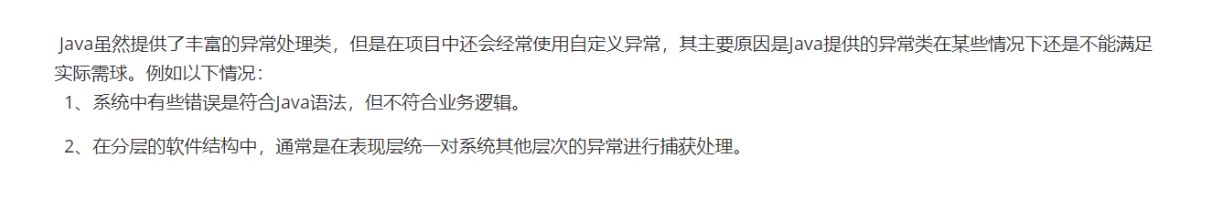 Java虽然提供了丰富的异常处理类，但是在项目中还会经常使用自定义异常，其主要原因是Java提供的异常类在某些情况下还是不能满足
实际需球。例如以下情况：
1、系统中有些错误是符合Java语法，但不符合业务逻辑。
2、在分层的软件结构中，通常是在表现层统一对系统其他层次的异常进行捕获处理。